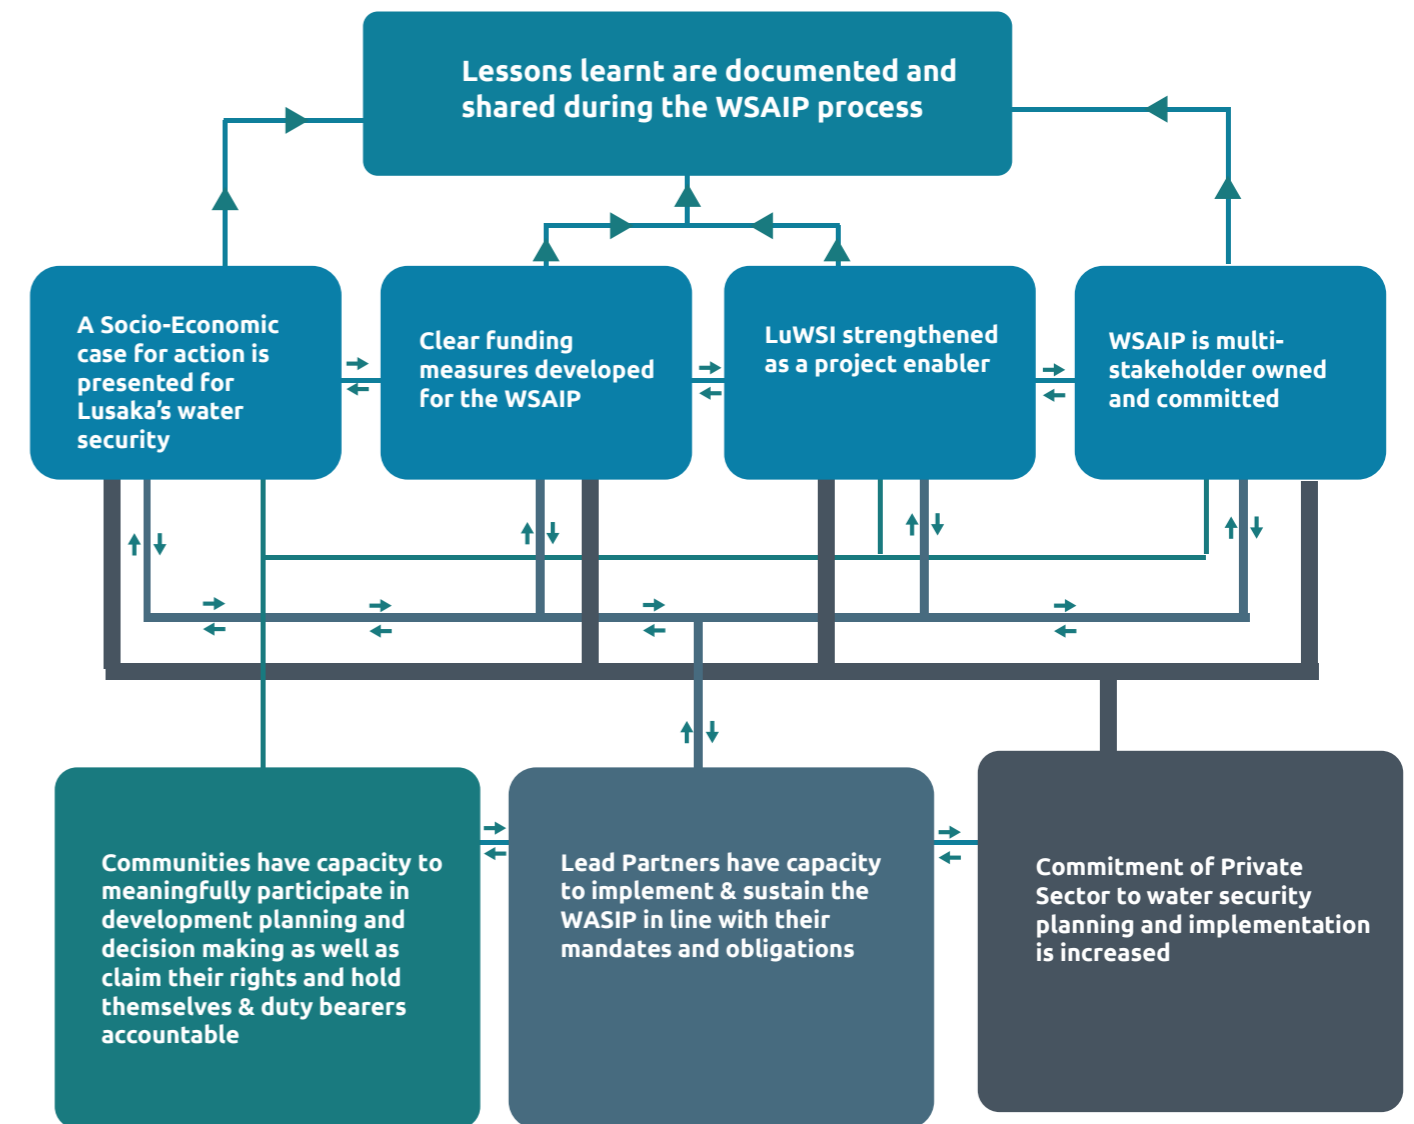 Lessons learnt are documented and
shared during the WSAIP process
A Socio-Economic
case for action is
presented for
Lusaka’s water
security
Clear funding
measures developed
for the WSAIP
LuWSI strengthened
as a project enabler
WSAIP is multi-
stakeholder owned
and committed
Communities have capacity to
meaningfully participate in
development planning and
decision making as well as
claim their rights and hold
themselves & duty bearers
accountable
Lead Partners have capacity
to implement & sustain the
WASIP in line with their
mandates and obligations
Commitment of Private
Sector to water security
planning and implementation
is increased